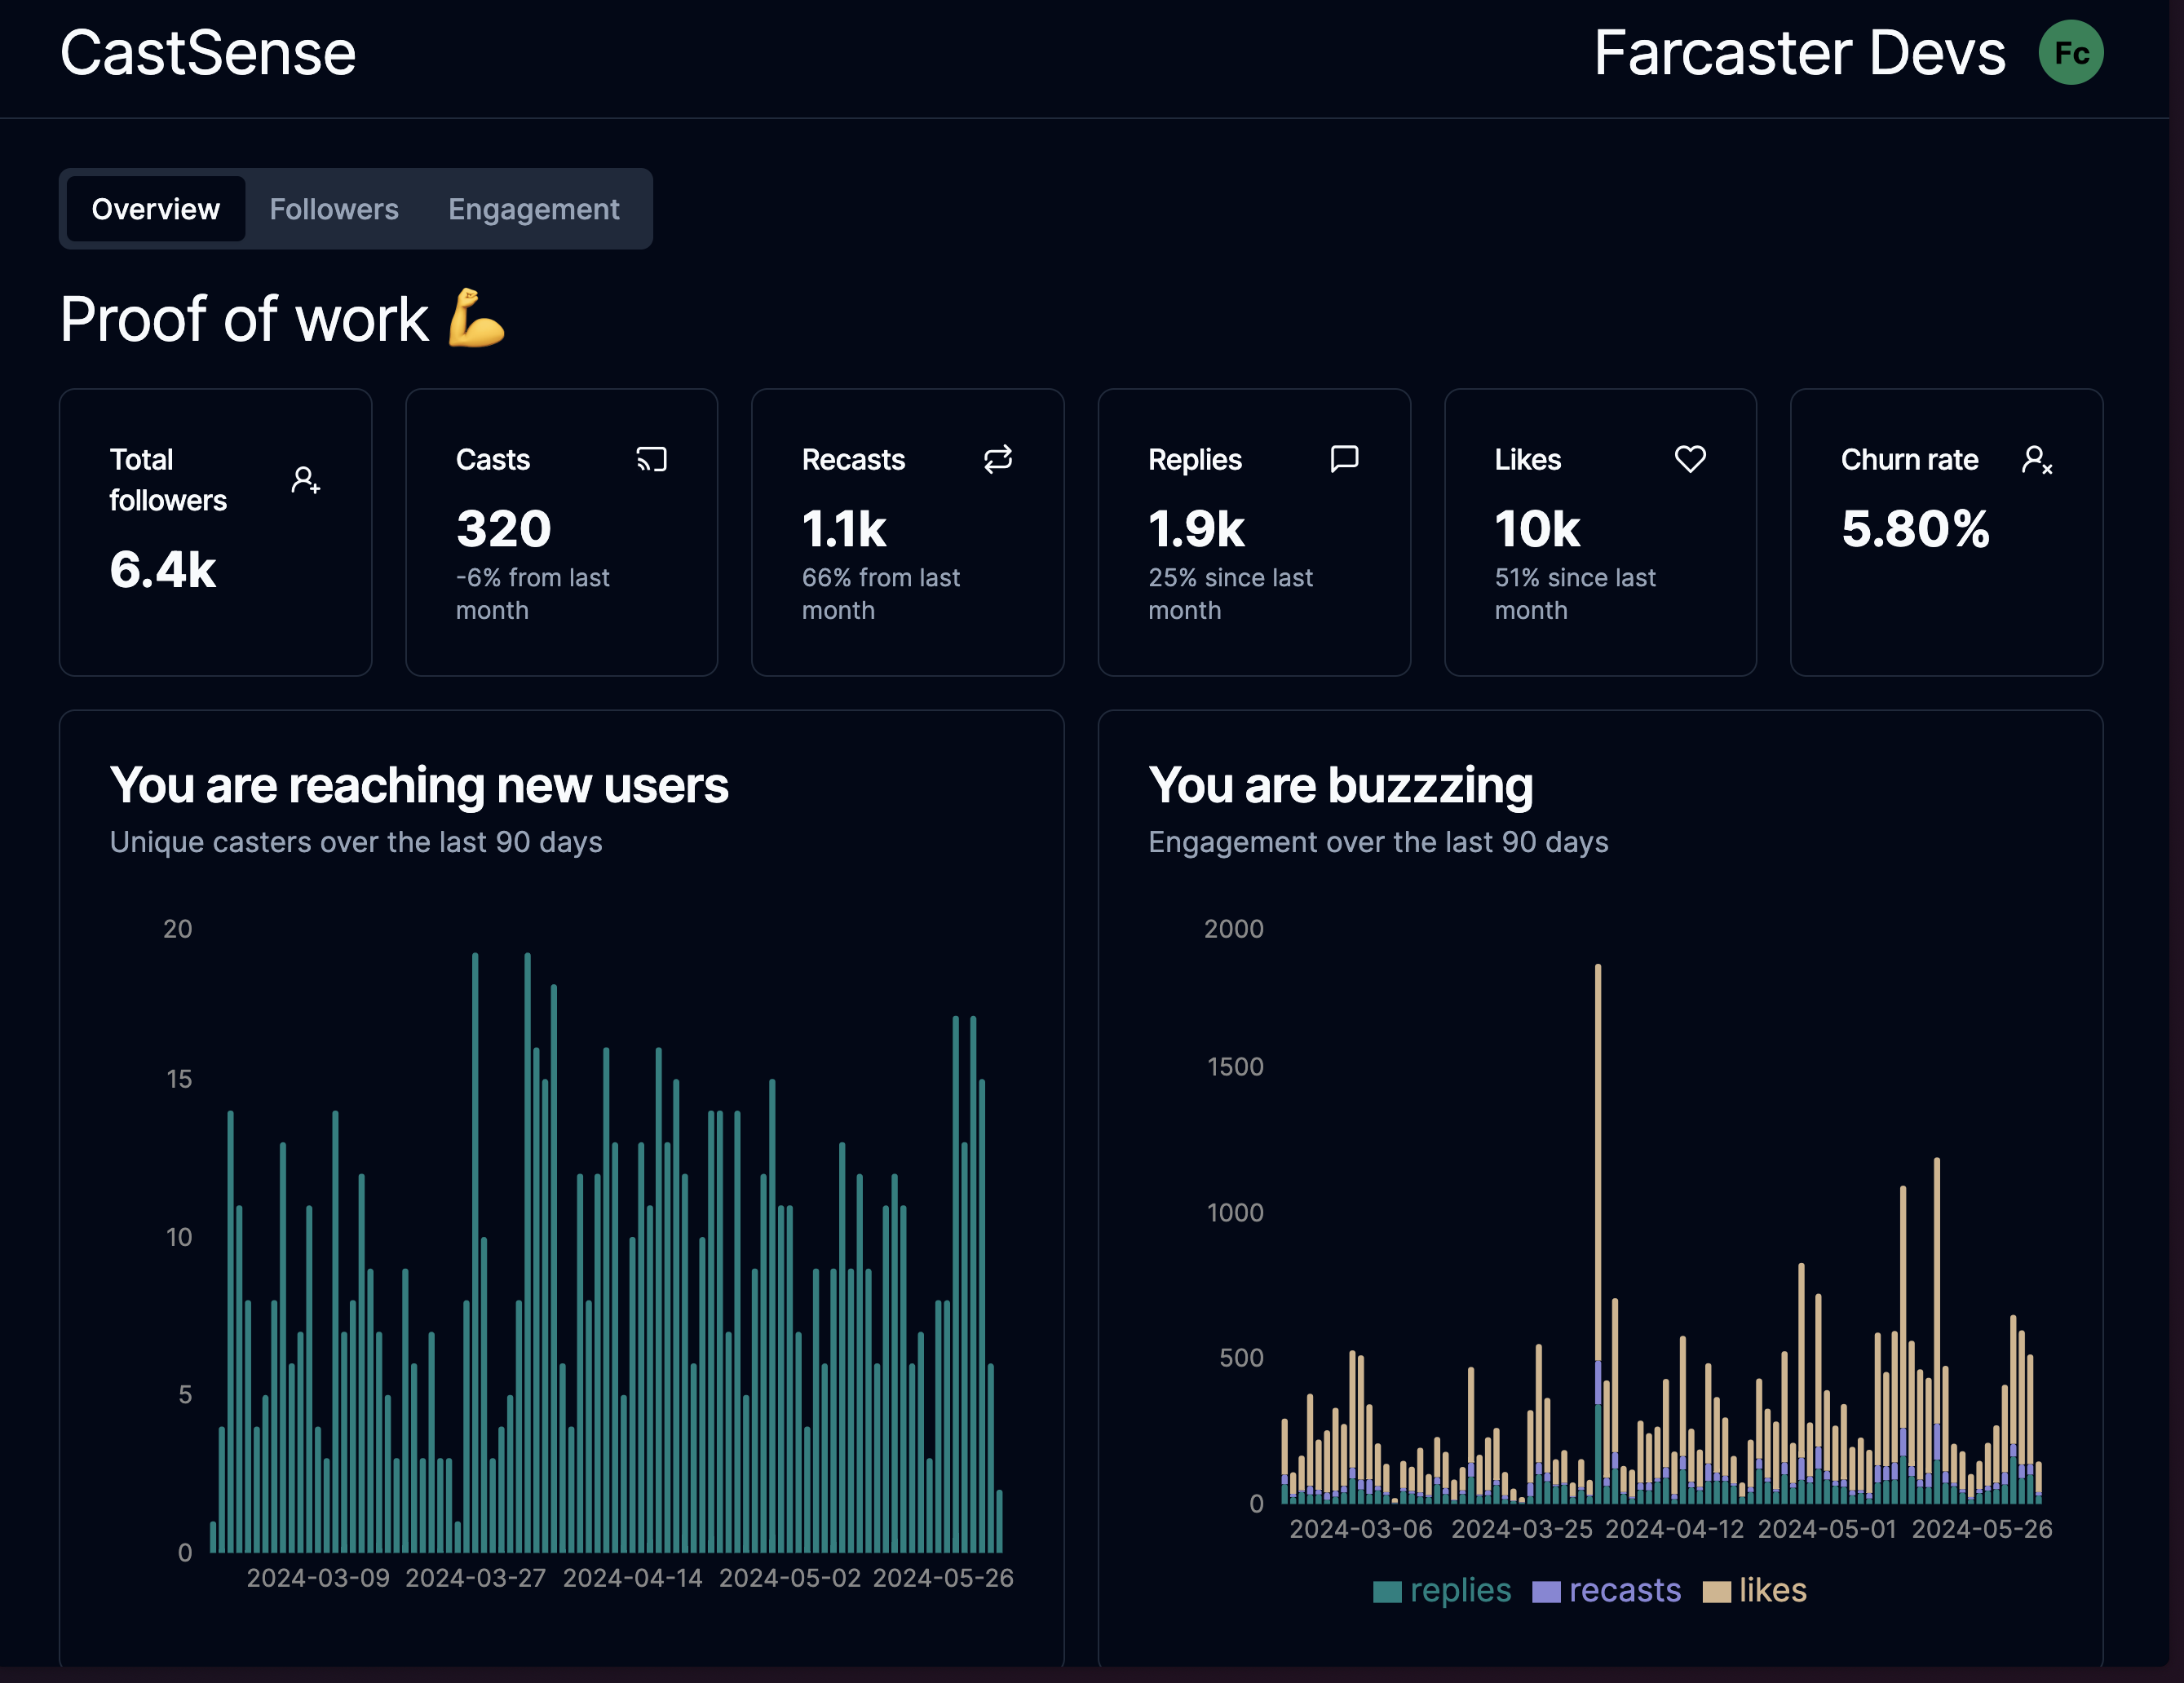 CastSense
Farcaster Devs
Fc
Overview
Followers
Engagement
Proof of work 💪
Total
followers
6.4k
Casts
320
-6% from last
month
Recasts
1.1k
66% from last
month
Replies
1.9k
25% since last
month
Likes
10k
51% since last
month
Churn rate
5.80%
You are reaching new users
Unique casters over the last 90 days
20
15
10
5
0
2024-03-09
2024-03-27
2024-04-14
2024-05-02
2024-05-26
You are buzzzing
Engagement over the last 90 days
2000
1500
1000
500
0
2024-03-06
2024-03-25
2024-04-12
2024-05-01
2024-05-26
replies
recasts
likes